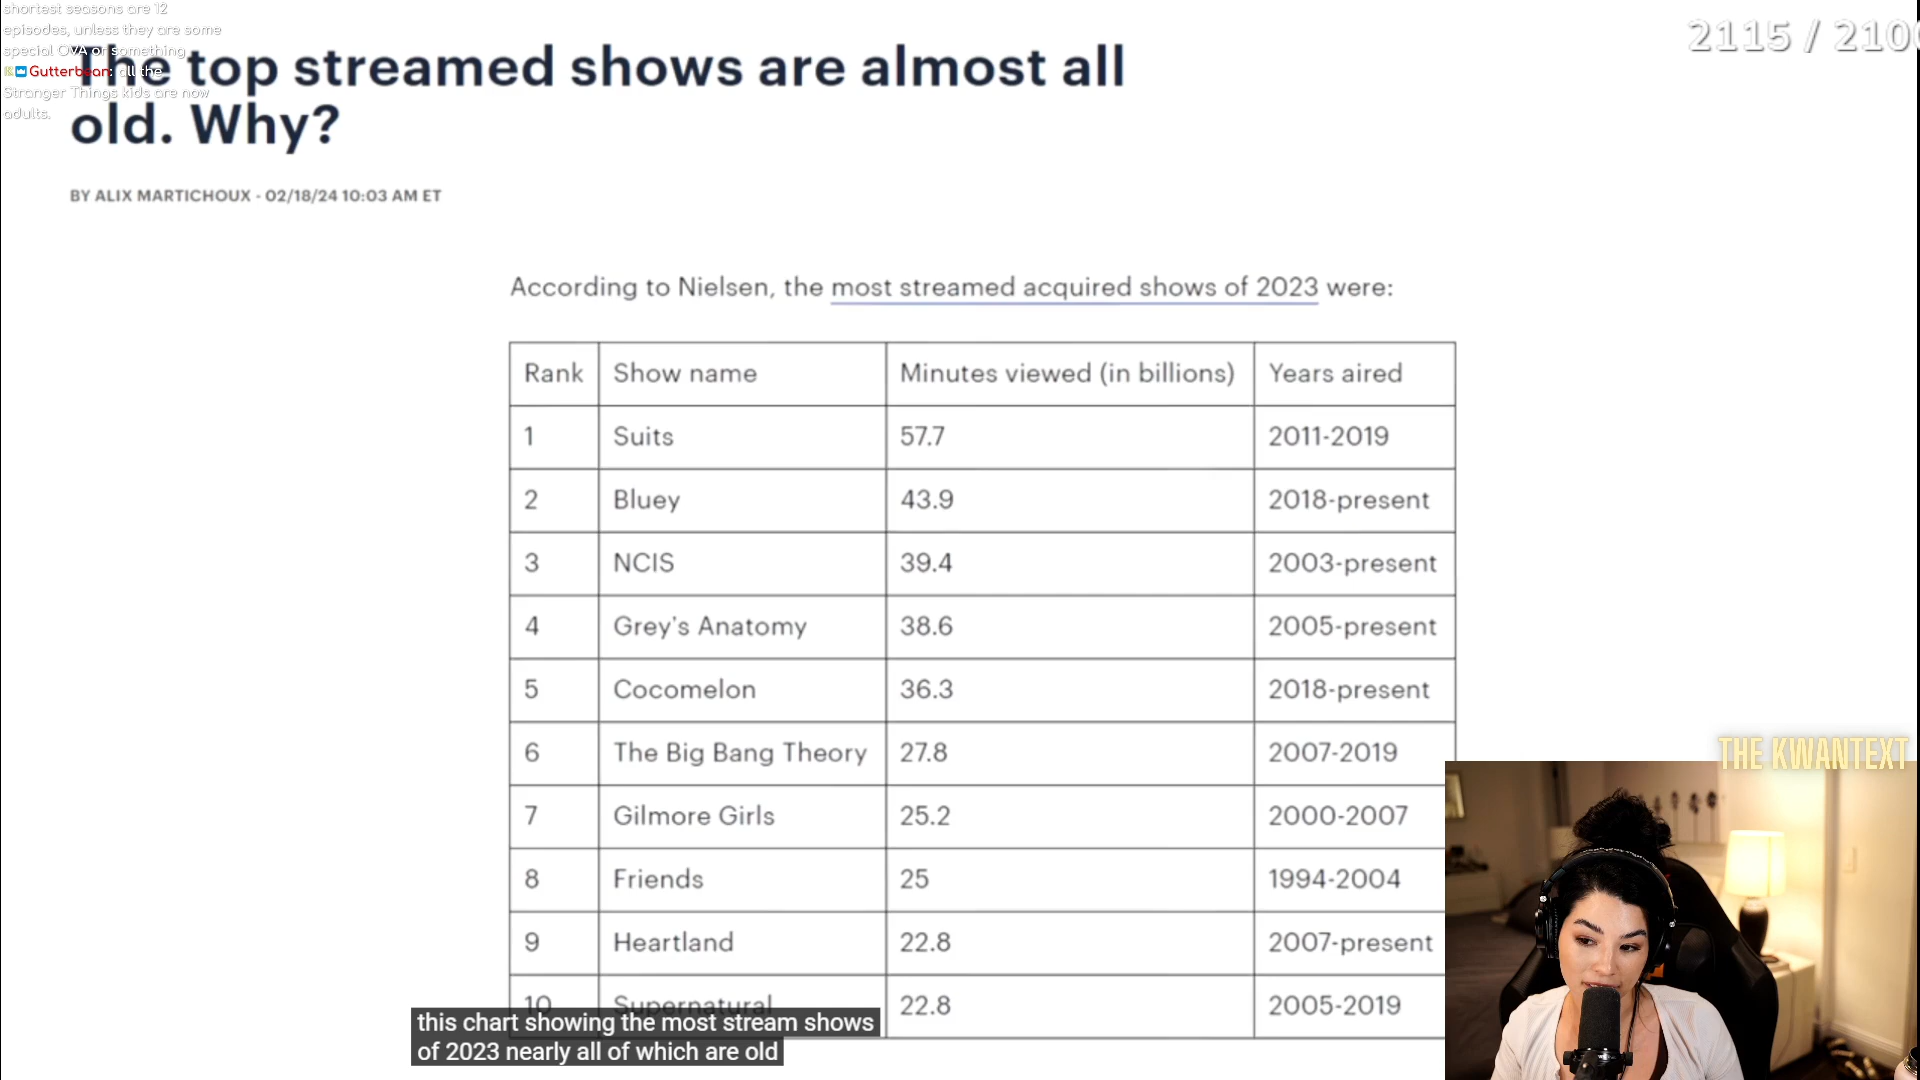 shortest seasons are 12
episodes, unless they are some
special OVA or something
Gutterbean: all the
Stranger Things kids are now
adults.
2115 / 2100
The top streamed shows are almost all
old. Why?
BY ALIX MARTICHOUX - 02/18/24 10:03 AM ET
According to Nielsen, the most streamed acquired shows of 2023 were:
Rank Show name Minutes viewed (in billions) Years aired
1 Suits 57.7 2011-2019
2 Bluey 43.9 2018-present
3 NCIS 39.4 2003-present
4 Grey's Anatomy 38.6 2005-present
5 Cocomelon 36.3 2018-present
6 The Big Bang Theory 27.8 2007-2019
7 Gilmore Girls 25.2 2000-2007
8 Friends 25 1994-2004
9 Heartland 22.8 2007-present
10 Supernatural 22.8 2005-2019
THE KWANTEXT
this chart showing the most stream shows
of 2023 nearly all of which are old